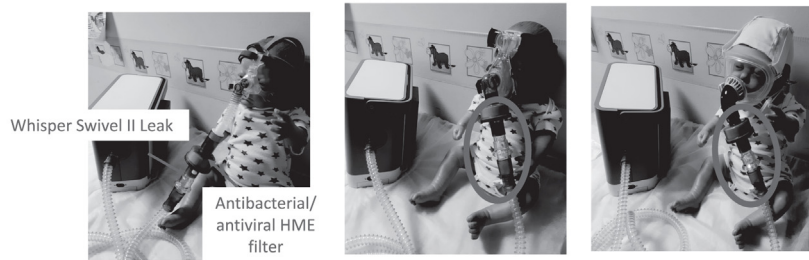 Whisper Swivel II Leak
Antibacterial/
antiviral HME
filter